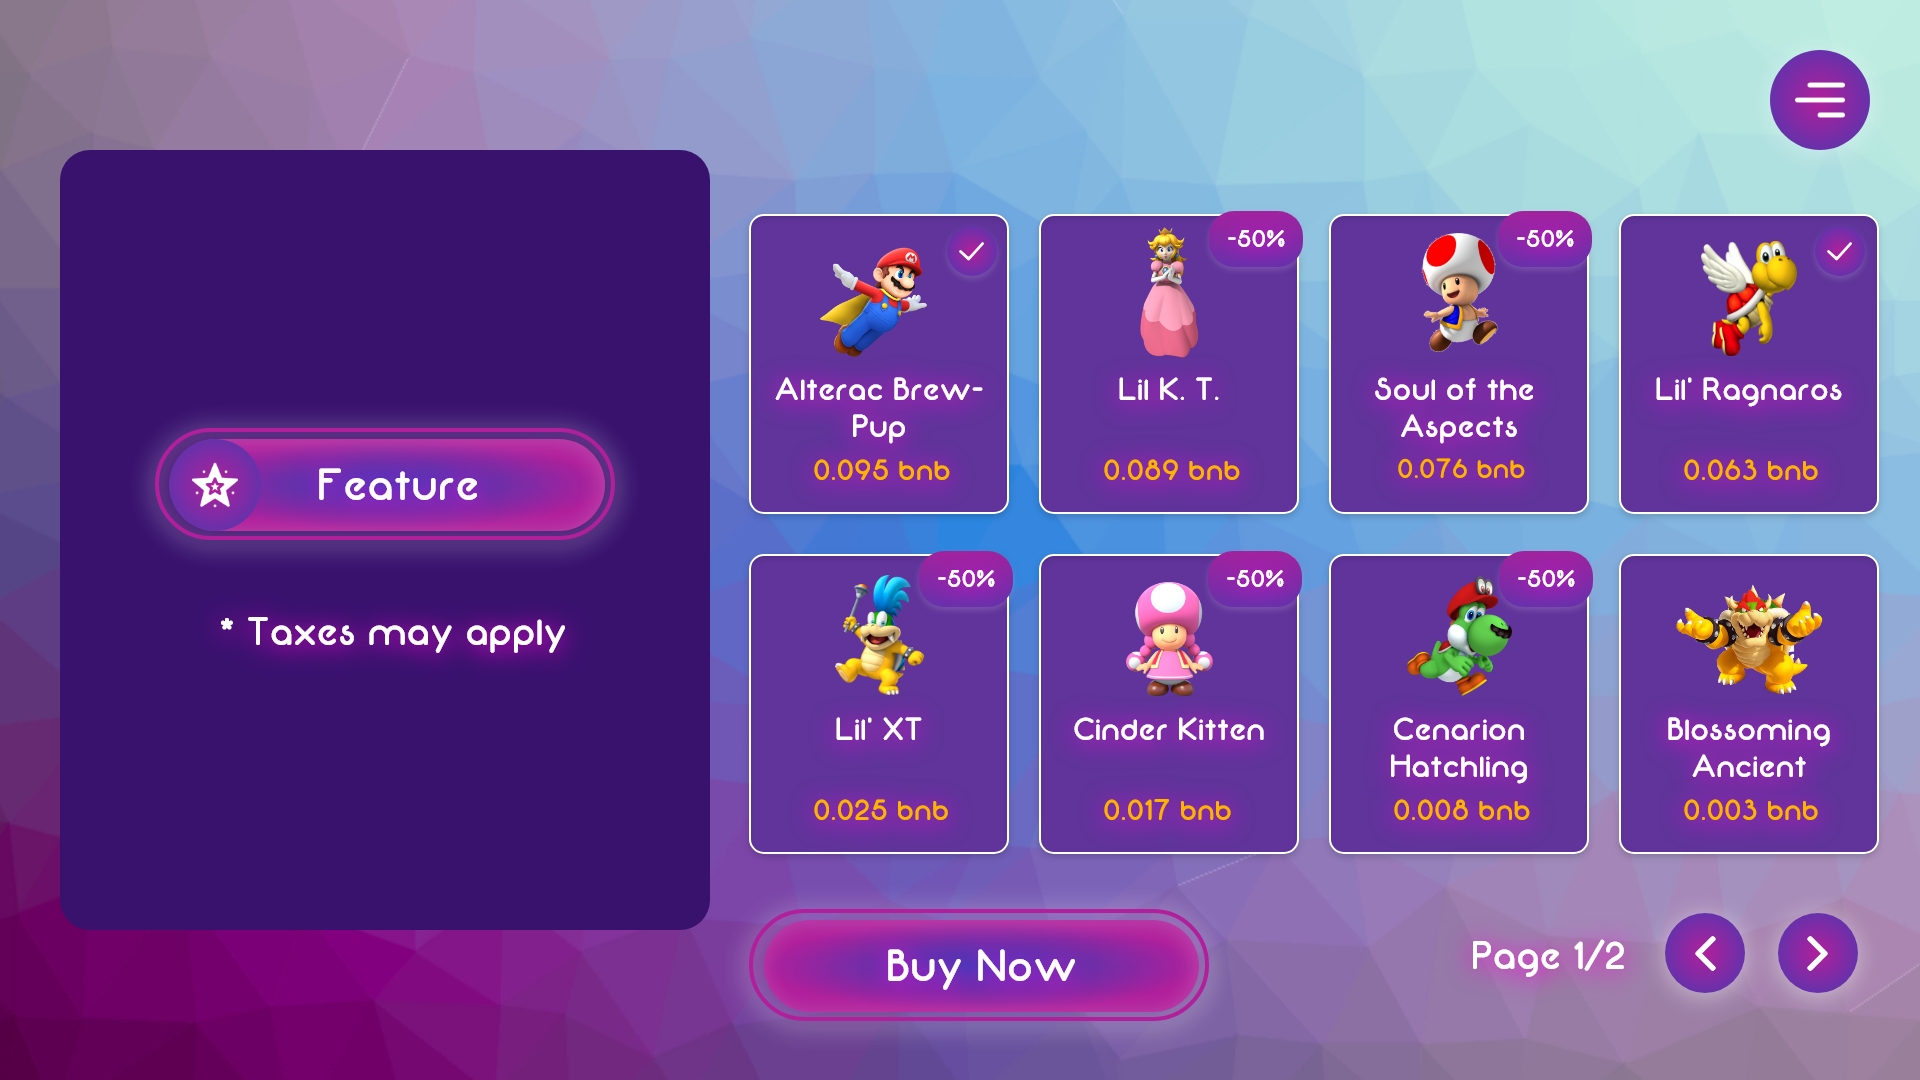 Feature
* Taxes may apply
Alterac Brew-
Pup
0.095 bnb
-50%
Lil K. T.
0.089 bnb
-50%
Soul of the
Aspects
0.076 bnb
Lil' Ragnaros
0.063 bnb
-50%
Lil' XT
0.025 bnb
-50%
Cinder Kitten
0.017 bnb
-50%
Cenarion
Hatchling
0.008 bnb
Blossoming
Ancient
0.003 bnb
Buy Now
Page 1/2